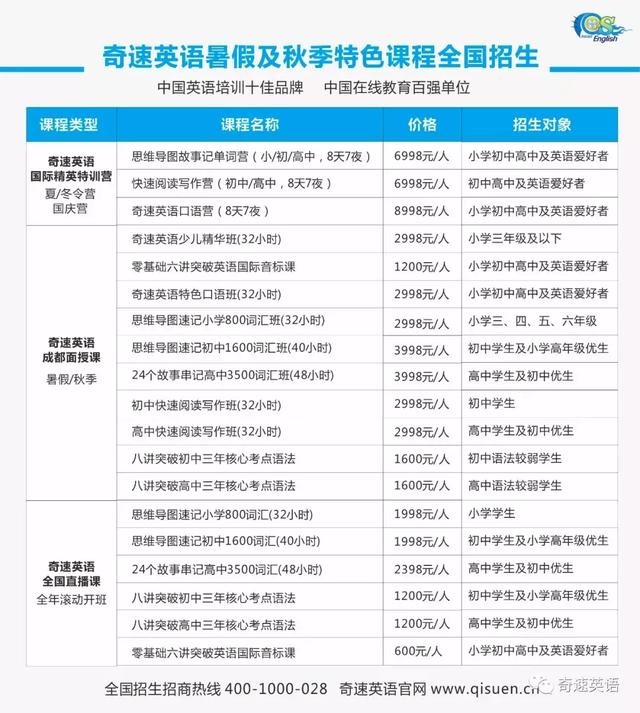 QS
English
奇速英语暑假及秋季特色课程全国招生
中国英语培训十佳品牌 中国在线教育百强单位
课程类型 课程名称 价格 招生对象
奇速英语
国际精英特训营
夏/冬令营
国庆营
思维导图故事记单词营（小/初/高中，8天7夜） 6998元/人 小学初中高中及英语爱好者
快速阅读写作营（初中/高中，8天7夜） 6998元/人 初中高中及英语爱好者
奇速英语口语营（8天7夜） 8998元/人 小学初中高中及英语爱好者
奇速英语
成都面授课
暑假/秋季
奇速英语少儿精华班(32小时) 2998元/人 小学三年级及以下
零基础六讲突破英语国际音标课 1200元/人 小学初中高中及英语爱好者
奇速英语特色口语班(32小时) 2998元/人 小学初中高中及英语爱好者
思维导图速记小学800词汇班(32小时) 2998元/人 小学三、四、五、六年级
思维导图速记初中1600词汇班(40小时) 3998元/人 初中学生及小学高年级优生
24个故事串记高中3500词汇班(48小时) 3998元/人 高中学生及初中优生
初中快速阅读写作班(32小时) 2998元/人 初中学生
高中快速阅读写作班(32小时) 2998元/人 高中学生及初中优生
八讲突破初中三年核心考点语法 1600元/人 初中语法较弱学生
八讲突破高中三年核心考点语法 1600元/人 高中语法较弱学生
奇速英语
全国直播课
全年滚动开班
思维导图速记小学800词汇(32小时) 1998元/人 小学学生
思维导图速记初中1600词汇(40小时) 1998元/人 初中学生及小学高年级优生
24个故事串记高中3500词汇(48小时) 2398元/人 高中学生及初中优生
八讲突破初中三年核心考点语法 1200元/人 初中学生及小学高年级优生
八讲突破高中三年核心考点语法 1200元/人 高中学生及初中优生
零基础六讲突破英语国际音标课 600元/人 小学初中高中及英语爱好者
全国招生招商热线 400-1000-028 奇速英语官网 www.qisuen.cn
奇速英语